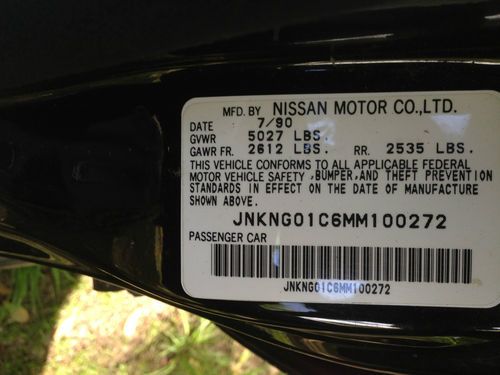 MFD. BY NISSAN MOTOR CO.,LTD.
DATE 7/90
GVWR 5027 LBS.
GAWR FR. 2612 LBS. RR. 2535 LBS.
THIS VEHICLE CONFORMS TO ALL APPLICABLE FEDERAL
MOTOR VEHICLE SAFETY ,BUMPER,AND THEFT PREVENTION
STANDARDS IN EFFECT ON THE DATE OF MANUFACTURE
SHOWN ABOVE.
JNKNG01C6MM100272
PASSENGER CAR
JNKNG01C6MM100272